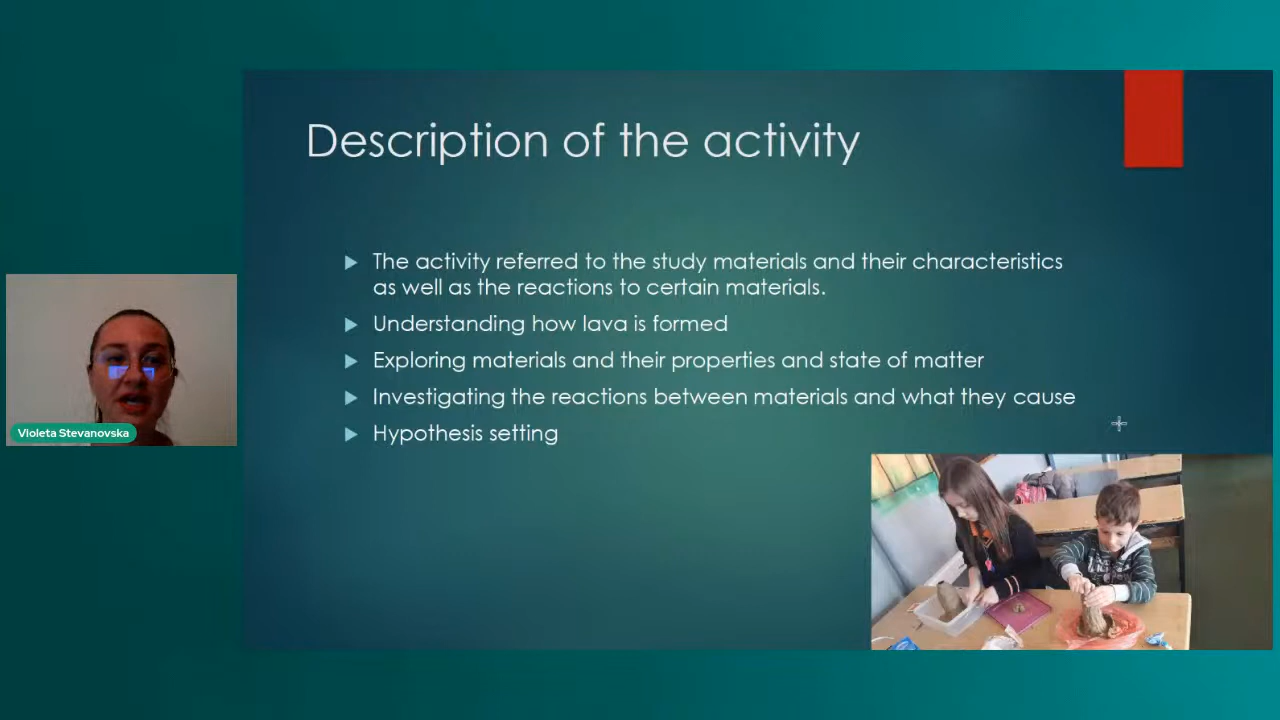 Description of the activity
The activity referred to the study materials and their characteristics
as well as the reactions to certain materials.
Understanding how lava is formed
Exploring materials and their properties and state of matter
Investigating the reactions between materials and what they cause
Hypothesis setting
Violeta Stevanovska